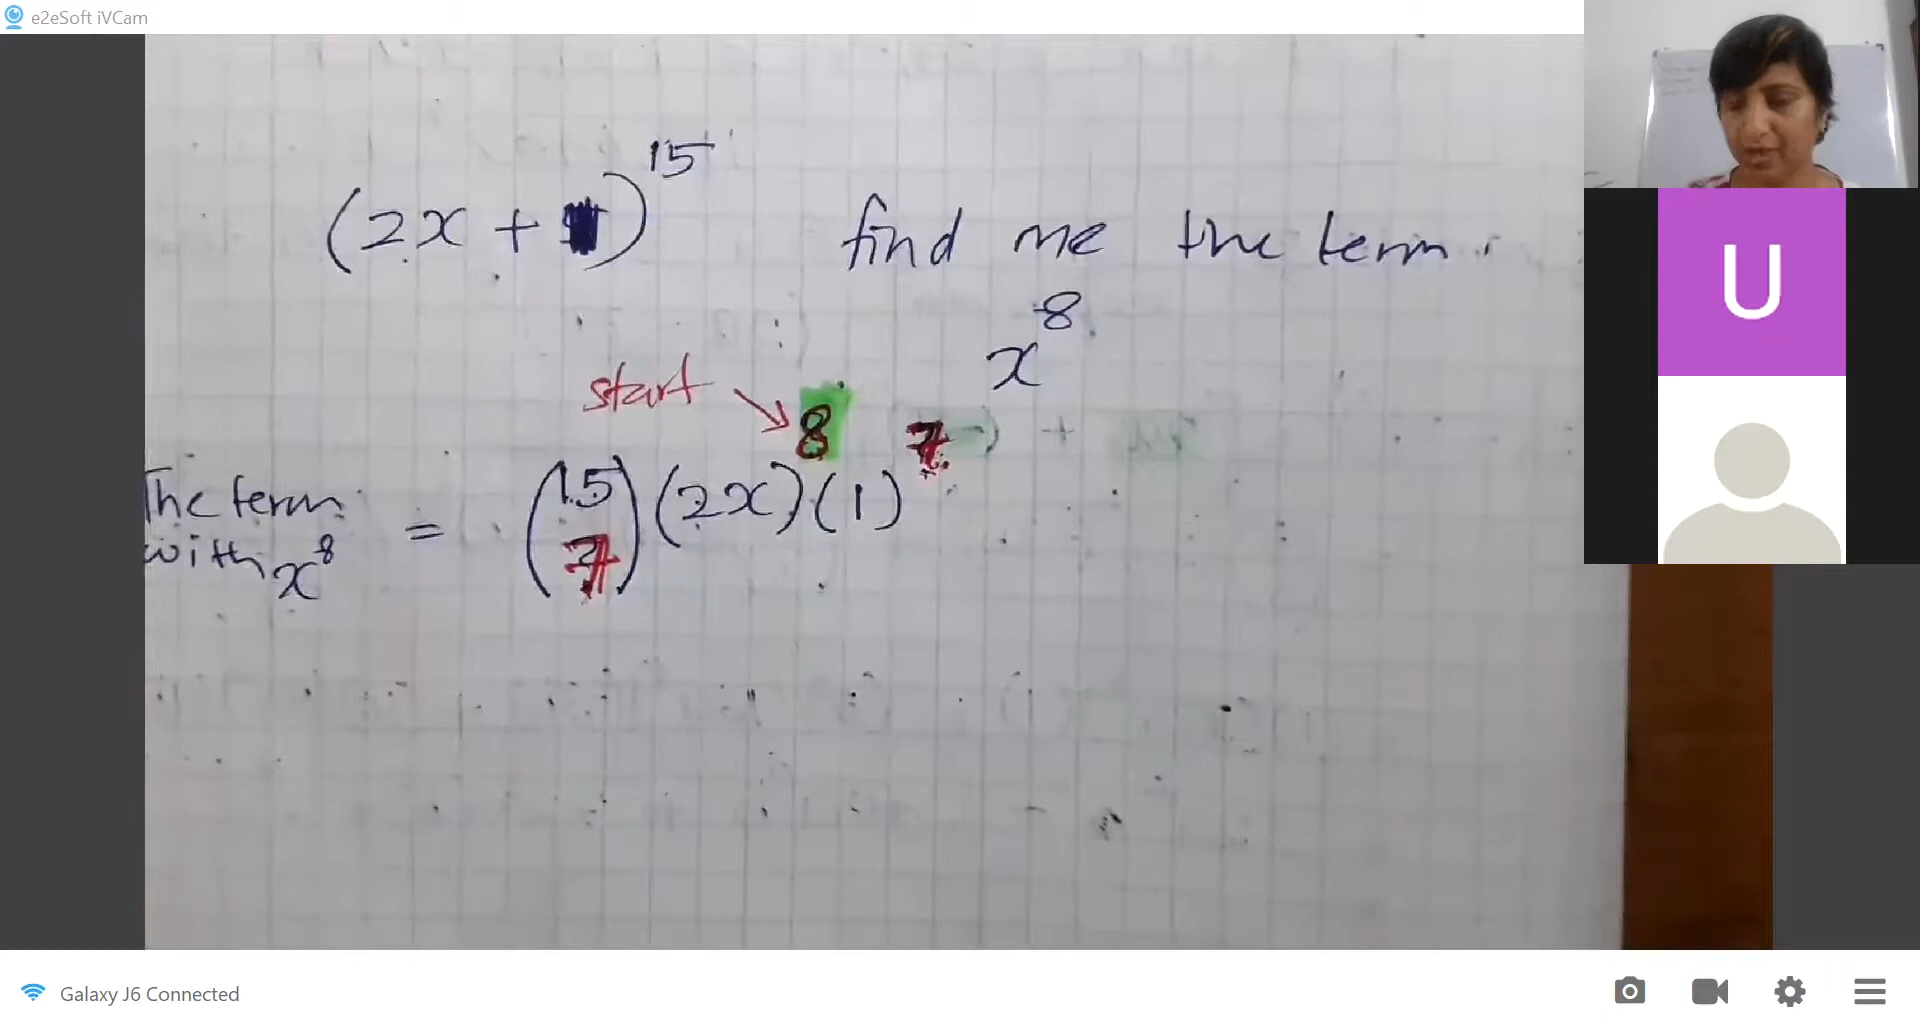 e2eSoft iVCam
(2x + 1)^15 find me the term
x^8
start → 8 7
The term = (15 7) (2x) (1)
with x^8
U
Galaxy J6 Connected